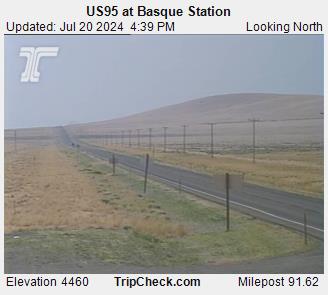 US95 at Basque Station
Updated: Jul 20 2024 4:39 PM Looking North
Elevation 4460 TripCheck.com Milepost 91.62